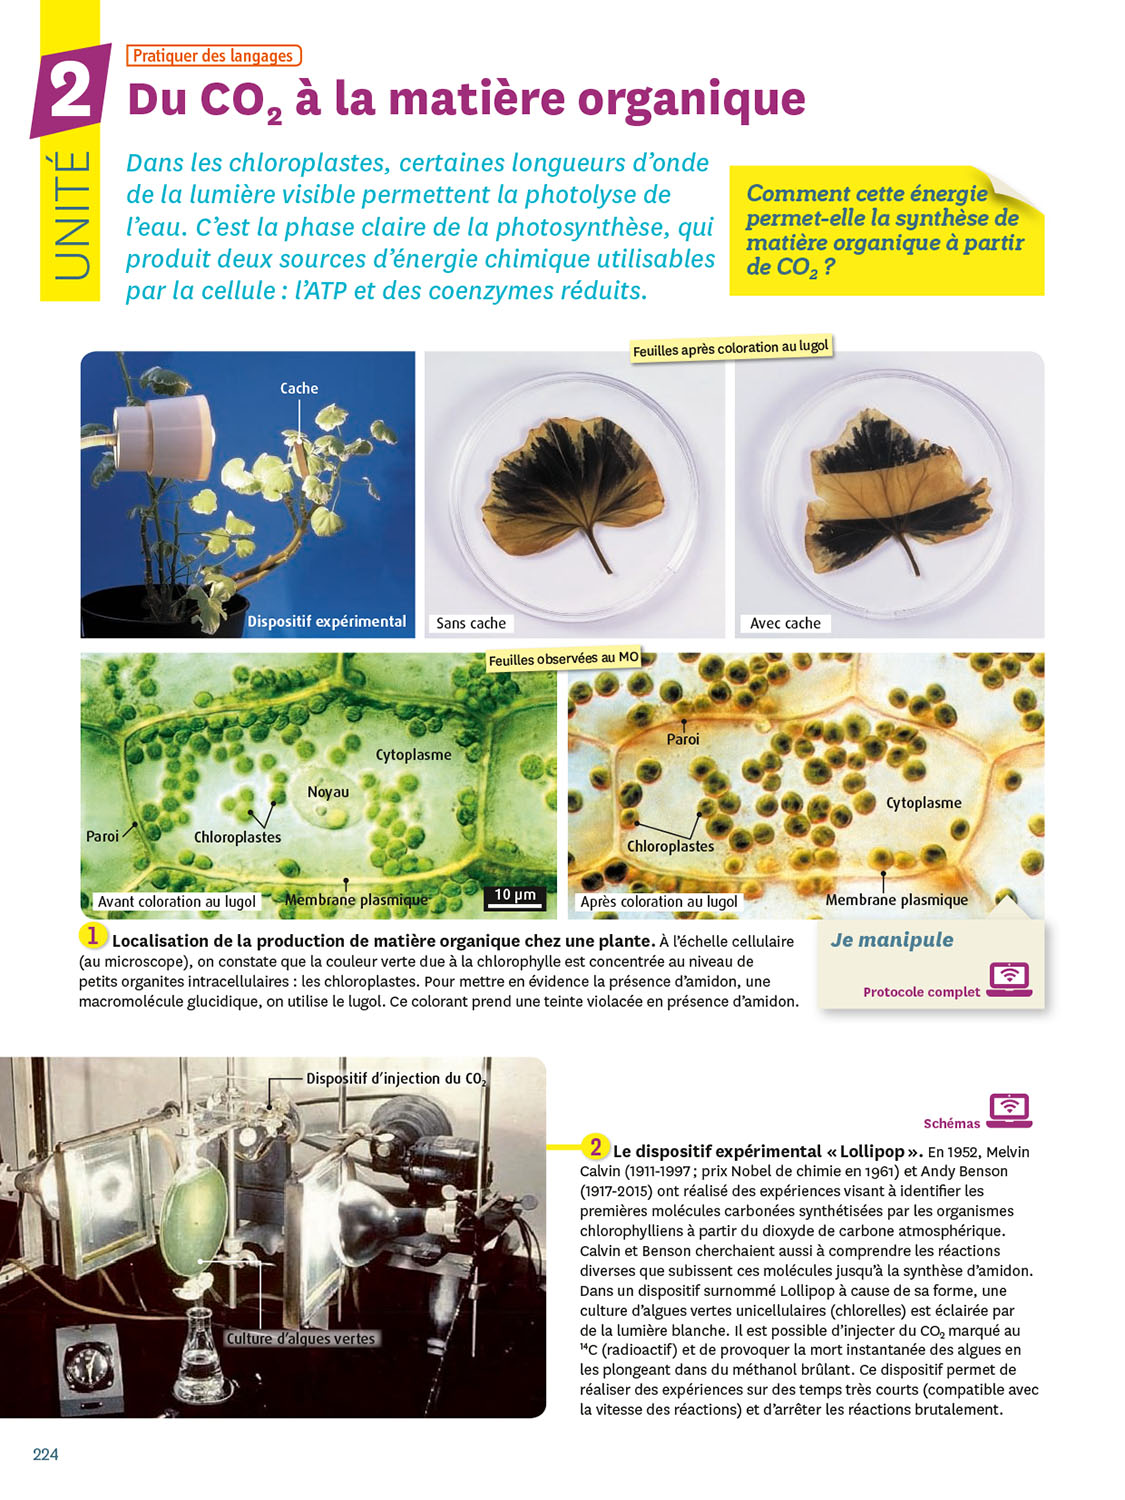 2
UNITÉ
Pratiquer des langages
Du CO₂ à la matière organique
Dans les chloroplastes, certaines longueurs d’onde
de la lumière visible permettent la photolyse de
l’eau. C’est la phase claire de la photosynthèse, qui
produit deux sources d’énergie chimique utilisables
par la cellule : l’ATP et des coenzymes réduits.
Comment cette énergie
permet-elle la synthèse de
matière organique à partir
de CO₂ ?
Feuilles après coloration au lugol
Cache
Dispositif expérimental
Sans cache
Avec cache
Feuilles observées au MO
Cytoplasme
Noyau
Paroi
Chloroplastes
Avant coloration au lugol
Membrane plasmique
10 µm
Paroi
Cytoplasme
Chloroplastes
Après coloration au lugol
Membrane plasmique
1 Localisation de la production de matière organique chez une plante. À l’échelle cellulaire
(au microscope), on constate que la couleur verte due à la chlorophylle est concentrée au niveau de
petits organites intracellulaires : les chloroplastes. Pour mettre en évidence la présence d’amidon, une
macromolécule glucidique, on utilise le lugol. Ce colorant prend une teinte violacée en présence d’amidon.
Je manipule
Protocole complet
Dispositif d’injection du CO₂
Culture d’algues vertes
Schémas
2 Le dispositif expérimental « Lollipop ». En 1952, Melvin
Calvin (1911-1997 ; prix Nobel de chimie en 1961) et Andy Benson
(1917-2015) ont réalisé des expériences visant à identifier les
premières molécules carbonées synthétisées par les organismes
chlorophylliens à partir du dioxyde de carbone atmosphérique.
Calvin et Benson cherchaient aussi à comprendre les réactions
diverses que subissent ces molécules jusqu’à la synthèse d’amidon.
Dans un dispositif surnommé Lollipop à cause de sa forme, une
culture d’algues vertes unicellulaires (chlorelles) est éclairée par
de la lumière blanche. Il est possible d’injecter du CO₂ marqué au
¹⁴C (radioactif) et de provoquer la mort instantanée des algues en
les plongeant dans du méthanol brûlant. Ce dispositif permet de
réaliser des expériences sur des temps très courts (compatible avec
la vitesse des réactions) et d’arrêter les réactions brutalement.
224